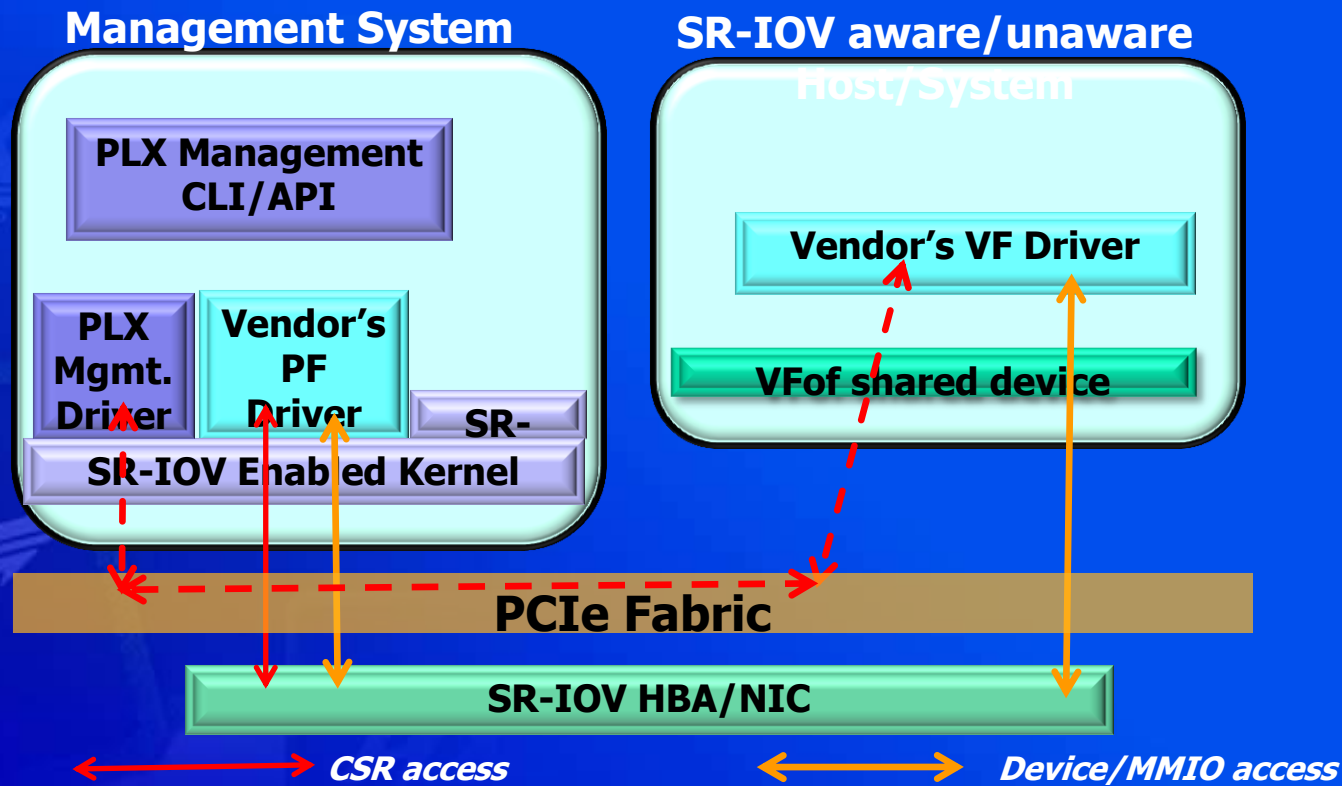 Management System
SR-IOV aware/unaware
Host/System
PLX Management
CLI/API
Vendor’s VF Driver
PLX
Mgmt.
Driver
Vendor’s
PF
Driver
SR-
VFof shared device
SR-IOV Enabled Kernel
PCIe Fabric
SR-IOV HBA/NIC
CSR access
Device/MMIO access